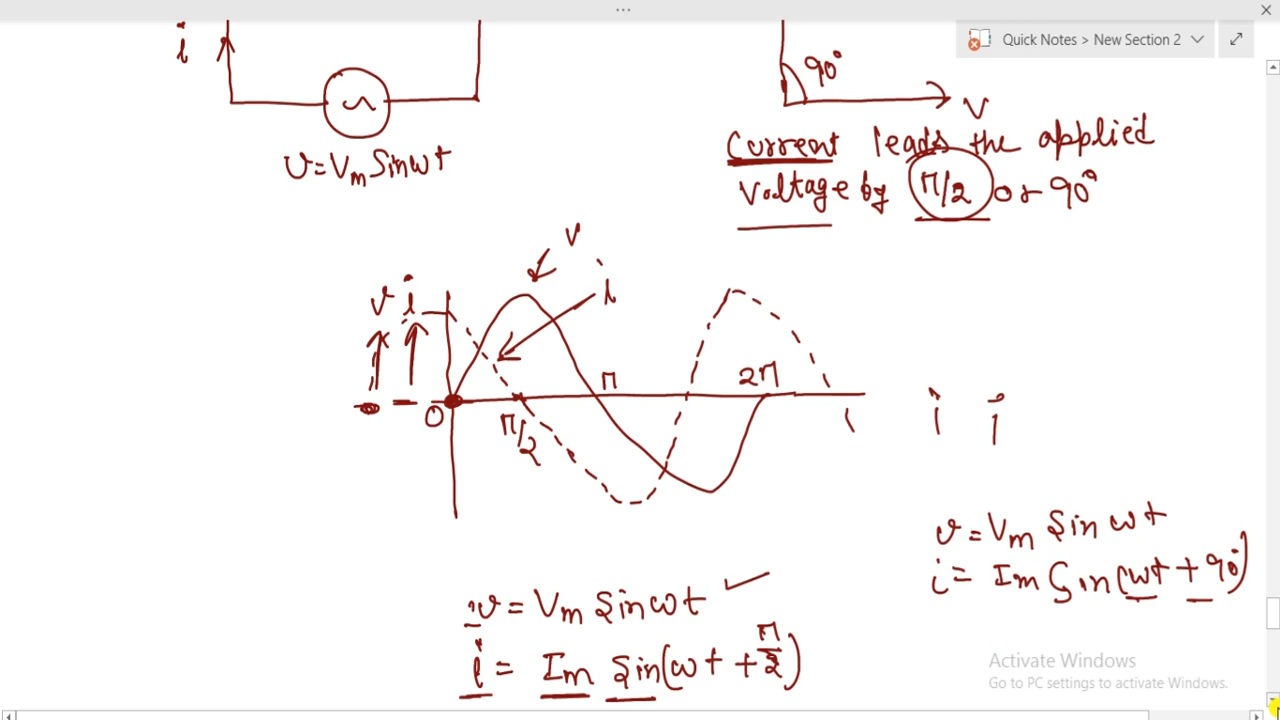 Quick Notes > New Section 2
i
90°
V
v = Vm Sinωt
Current leads the applied
Voltage by π/2 or 90°
V
i
v i
0
π/2
π
2π
i i
v = Vm Sin ωt
i = Im Sin(ωt + 90°)
v = Vm Sinωt
i = Im Sin(ωt + π/2)
Activate Windows
Go to PC settings to activate Windows.